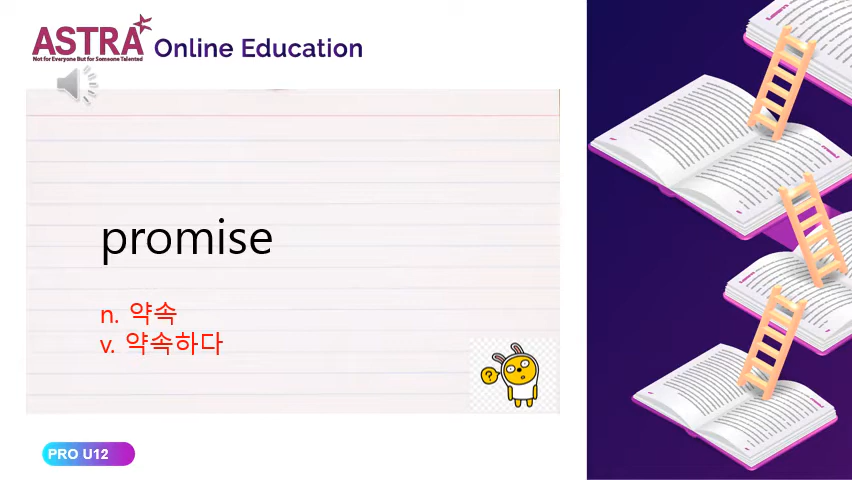 ASTRA Online Education
Not for Everyone But for Someone Talented
promise
n. 약속
v. 약속하다
?
PRO U12